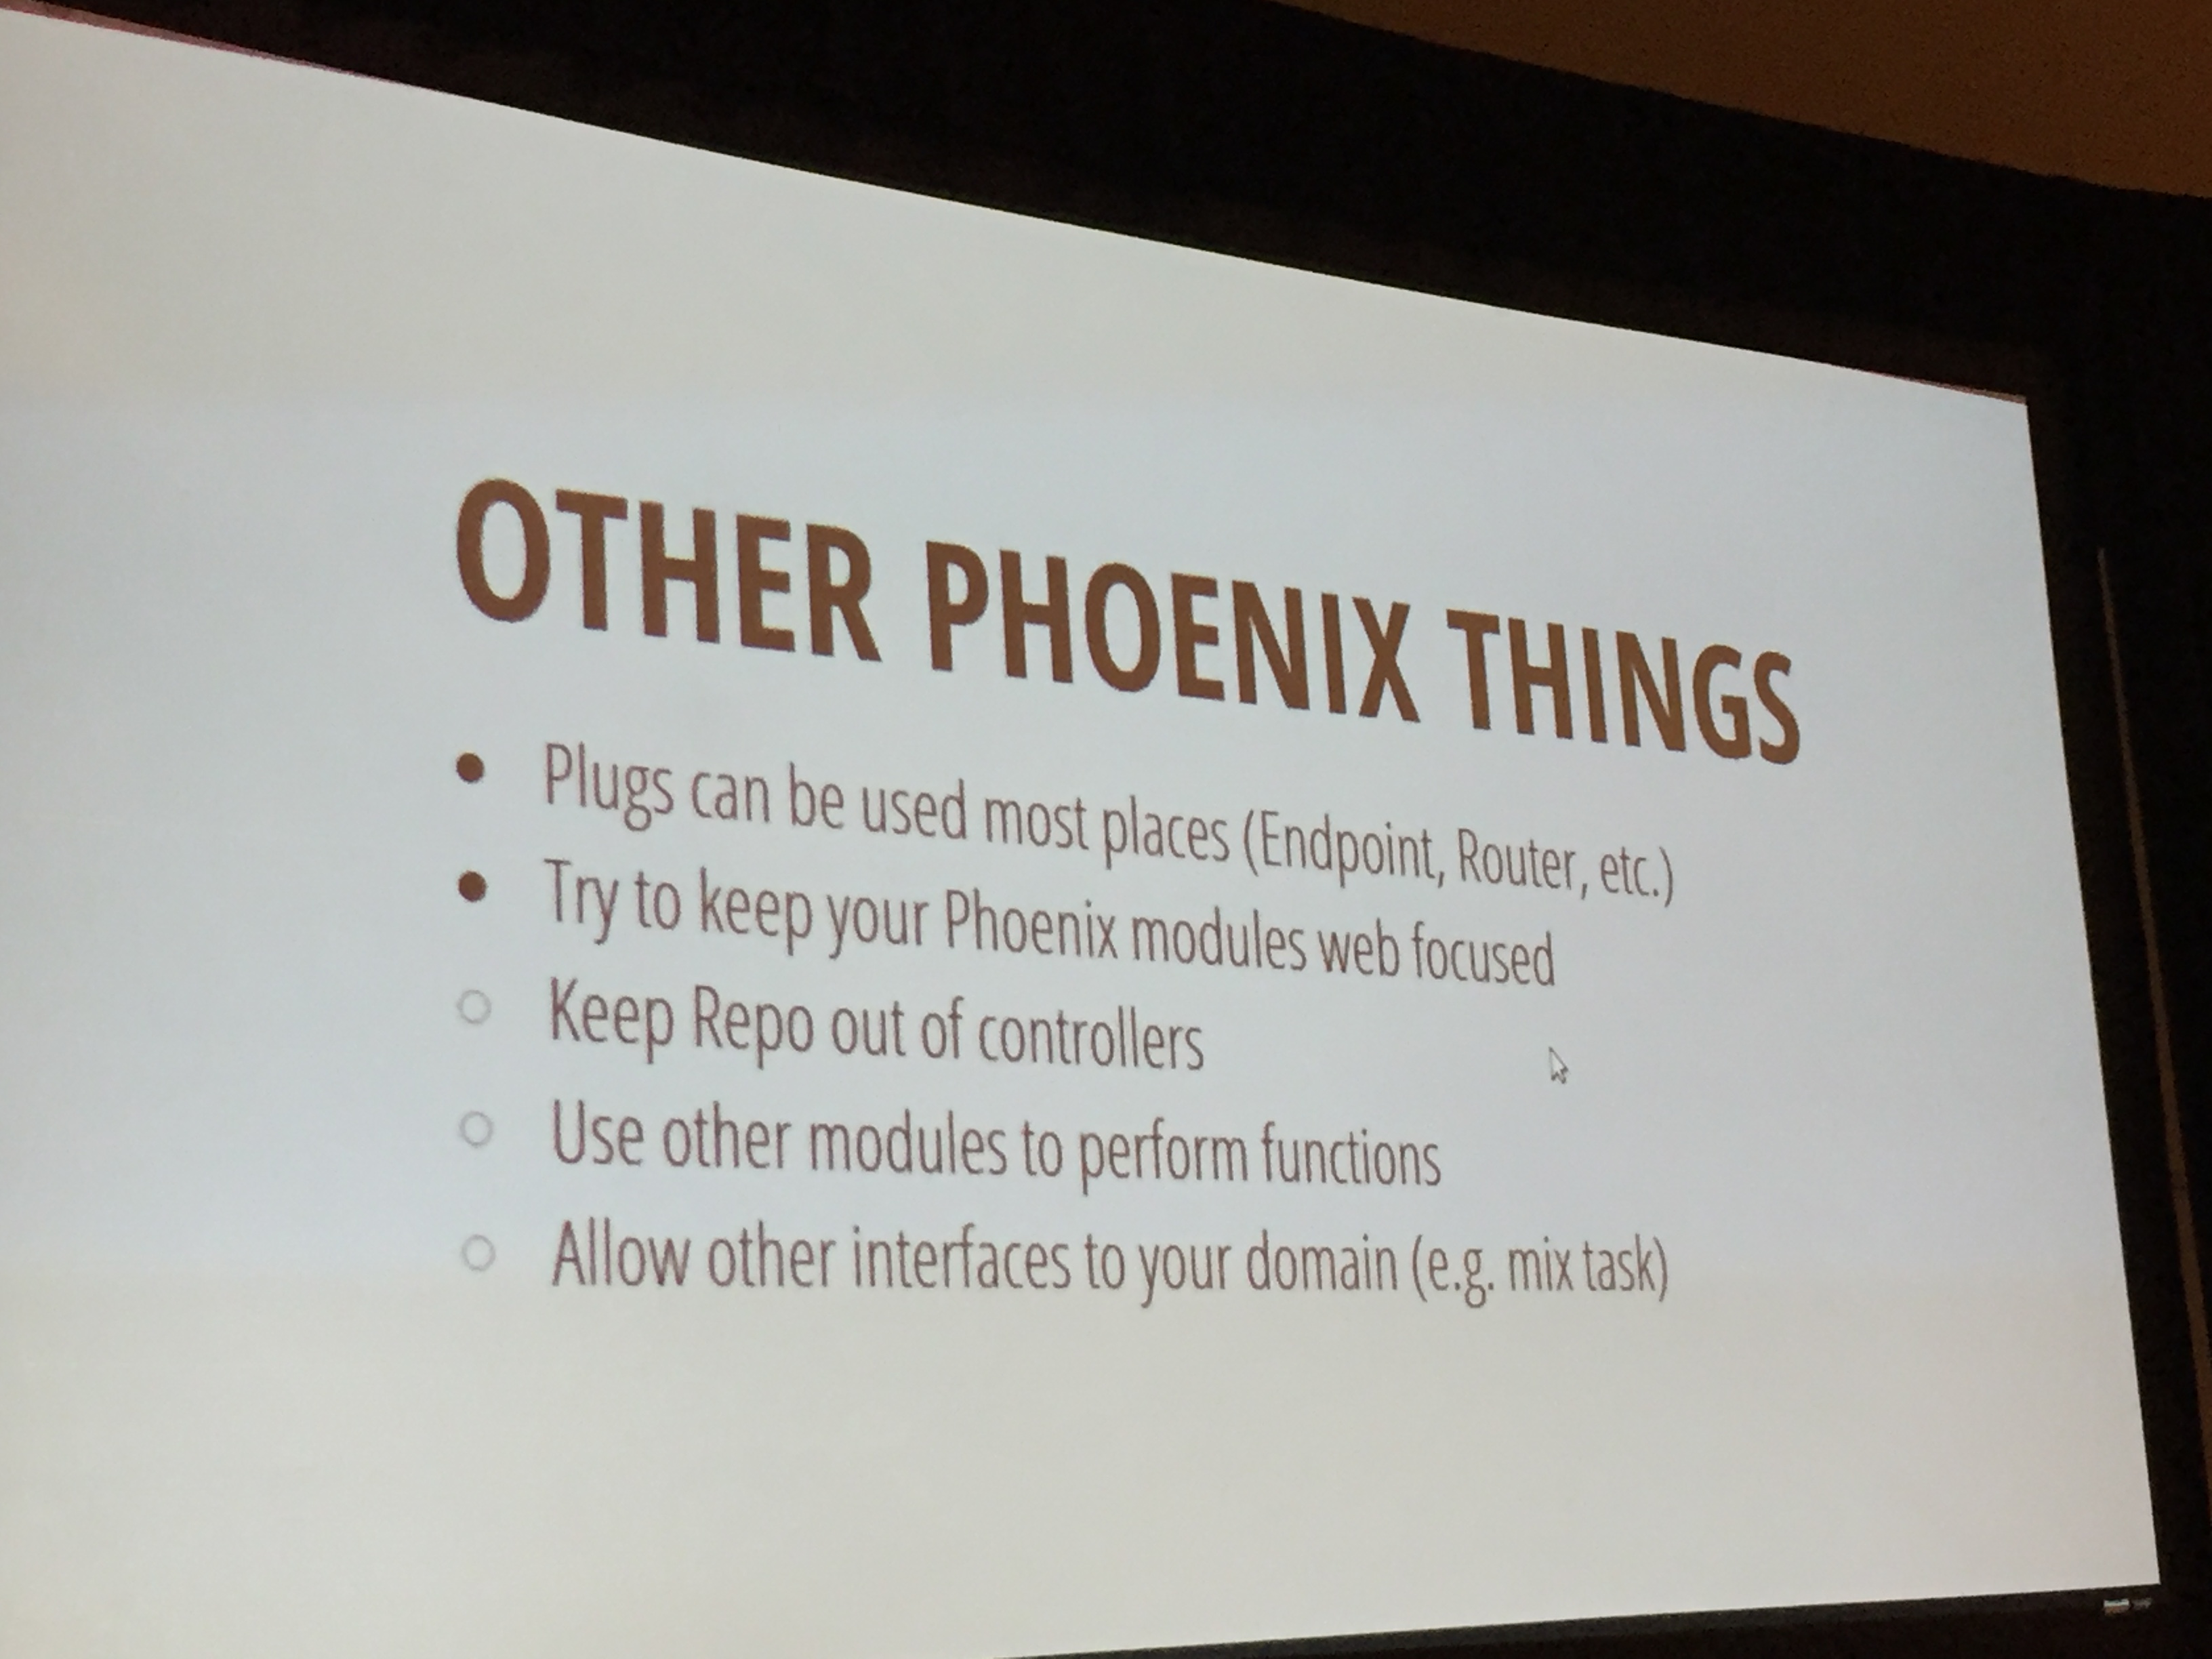 OTHER PHOENIX THINGS
• Plugs can be used most places (Endpoint, Router, etc.)
• Try to keep your Phoenix modules web focused
○ Keep Repo out of controllers
○ Use other modules to perform functions
○ Allow other interfaces to your domain (e.g. mix task)